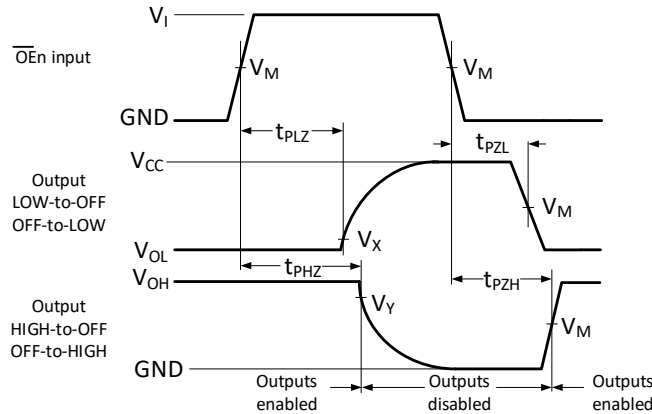 V_I
OEn input
V_M
V_M
GND
t_PLZ
t_PZL
V_CC
Output
LOW-to-OFF
OFF-to-LOW
V_M
V_X
V_OL
V_OH
t_PHZ
t_PZH
Output
HIGH-to-OFF
OFF-to-HIGH
V_Y
V_M
GND
Outputs
enabled
Outputs
disabled
Outputs
enabled